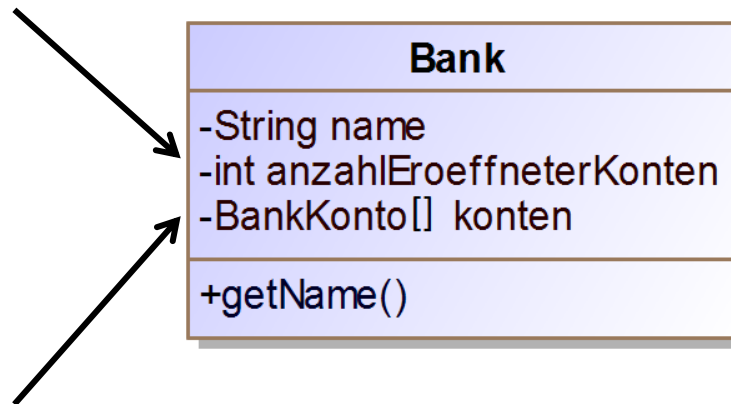 Bank
-String name
-int anzahlEroeffneterKonten
-BankKonto[] konten
+getName()